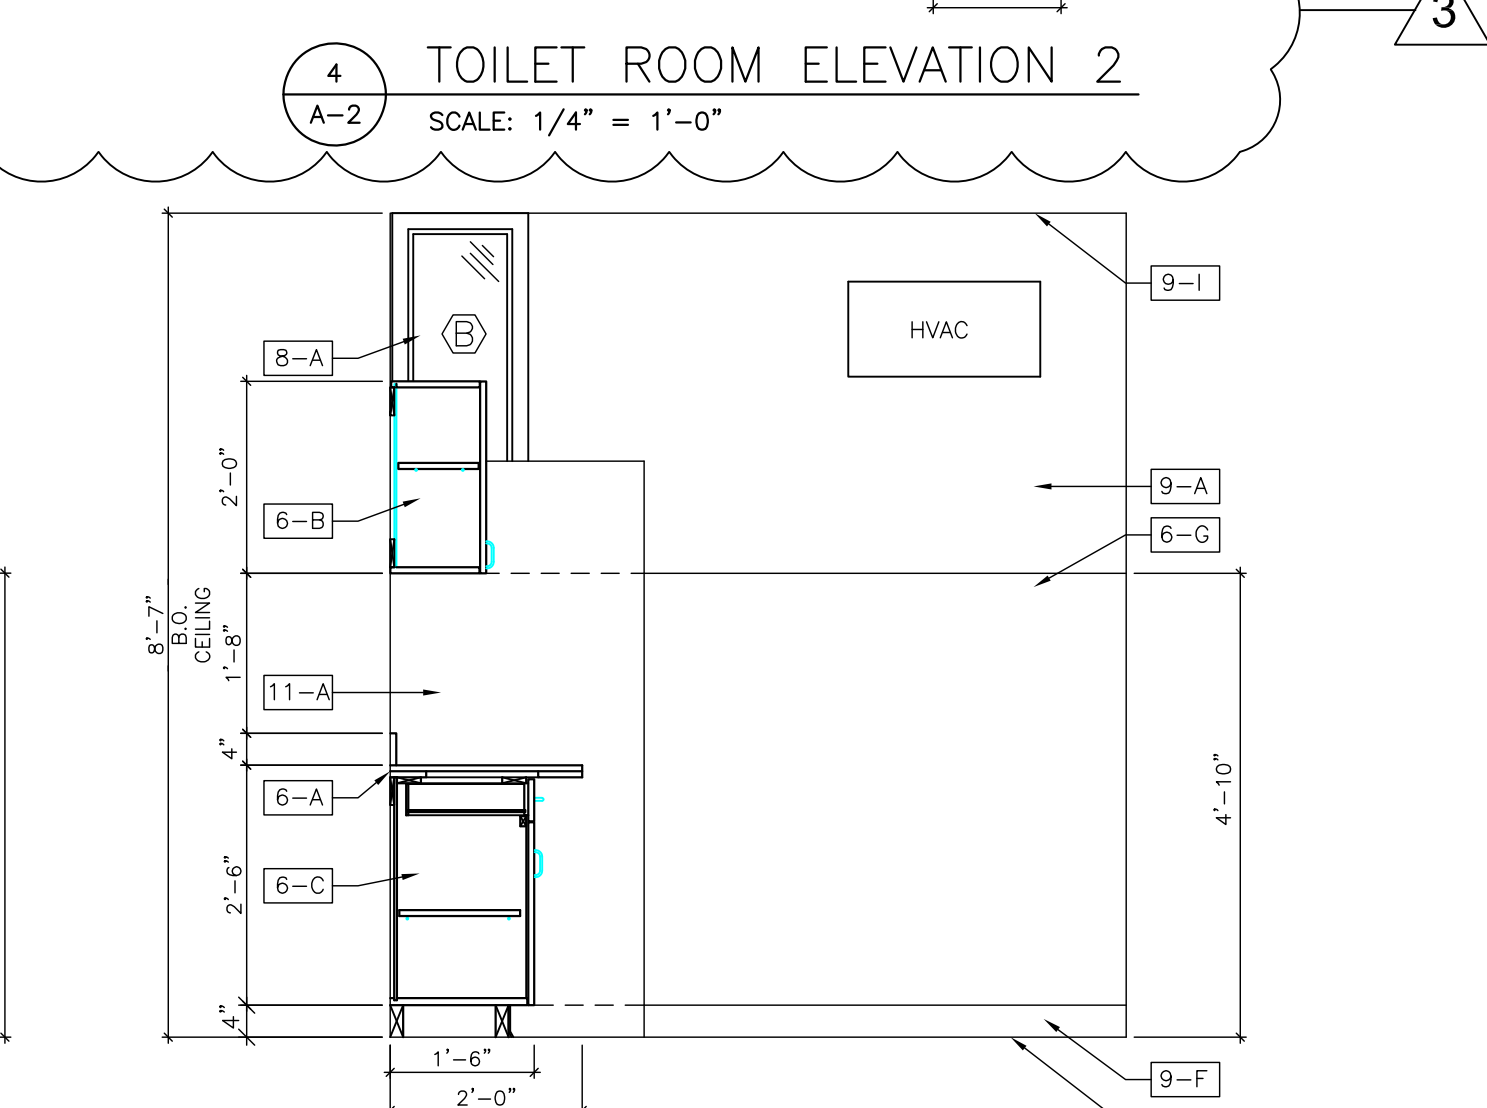 3
4
A-2
TOILET ROOM ELEVATION 2
SCALE: 1/4" = 1'-0"
9-I
HVAC
B
8-A
2'-0"
9-A
6-B
6-G
8'-7"
B.O.
CEILING
1'-8"
11-A
4"
6-A
4'-10"
2'-6"
6-C
4"
1'-6"
9-F
2'-0"